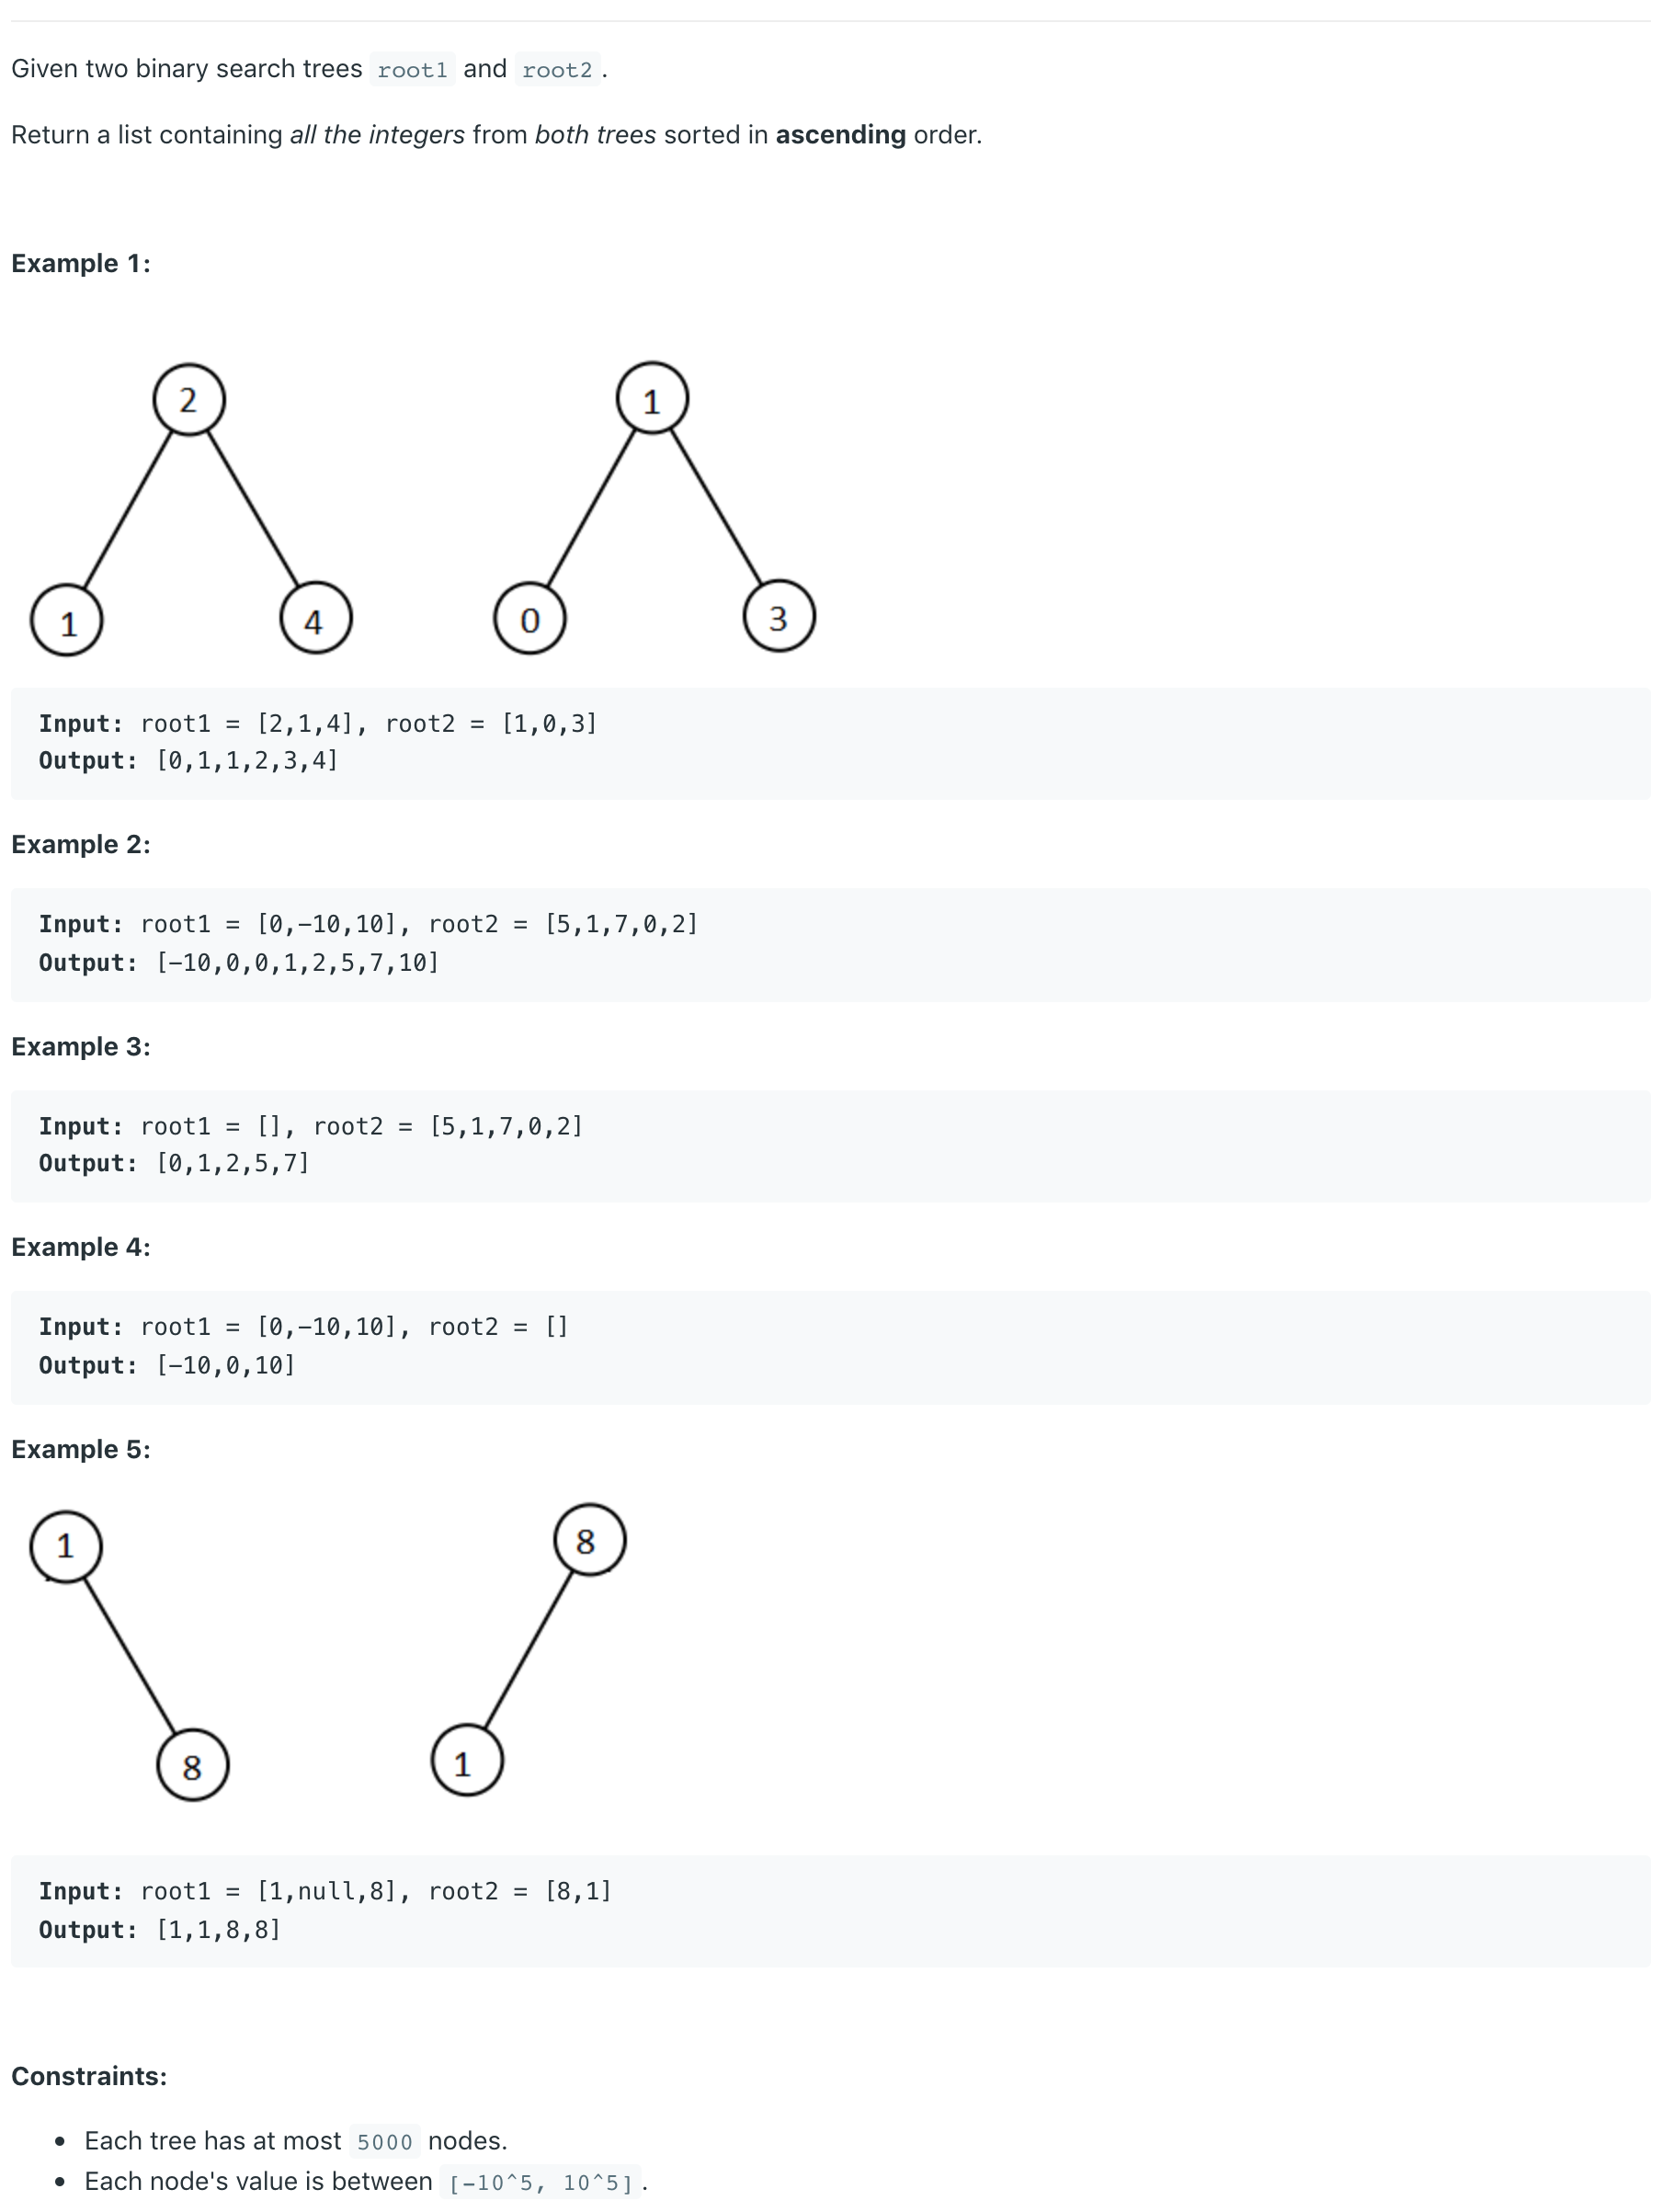 Given two binary search trees root1 and root2 .
Return a list containing all the integers from both trees sorted in ascending order.
Example 1:
2
1
1
4
0
3
Input: root1 = [2,1,4], root2 = [1,0,3]
Output: [0,1,1,2,3,4]
Example 2:
Input: root1 = [0,−10,10], root2 = [5,1,7,0,2]
Output: [−10,0,0,1,2,5,7,10]
Example 3:
Input: root1 = [], root2 = [5,1,7,0,2]
Output: [0,1,2,5,7]
Example 4:
Input: root1 = [0,−10,10], root2 = []
Output: [−10,0,10]
Example 5:
1
8
8
1
Input: root1 = [1,null,8], root2 = [8,1]
Output: [1,1,8,8]
Constraints:
• Each tree has at most 5000 nodes.
• Each node's value is between [−10^5, 10^5] .